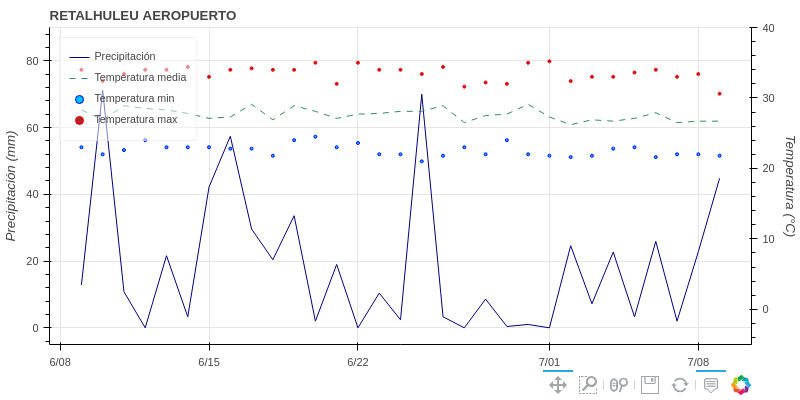 RETALHULEU AEROPUERTO
Precipitación
Temperatura media
Temperatura min
Temperatura max
Precipitación (mm)
80
60
40
20
0
Temperatura (°C)
40
30
20
10
0
6/08
6/15
6/22
7/01
7/08